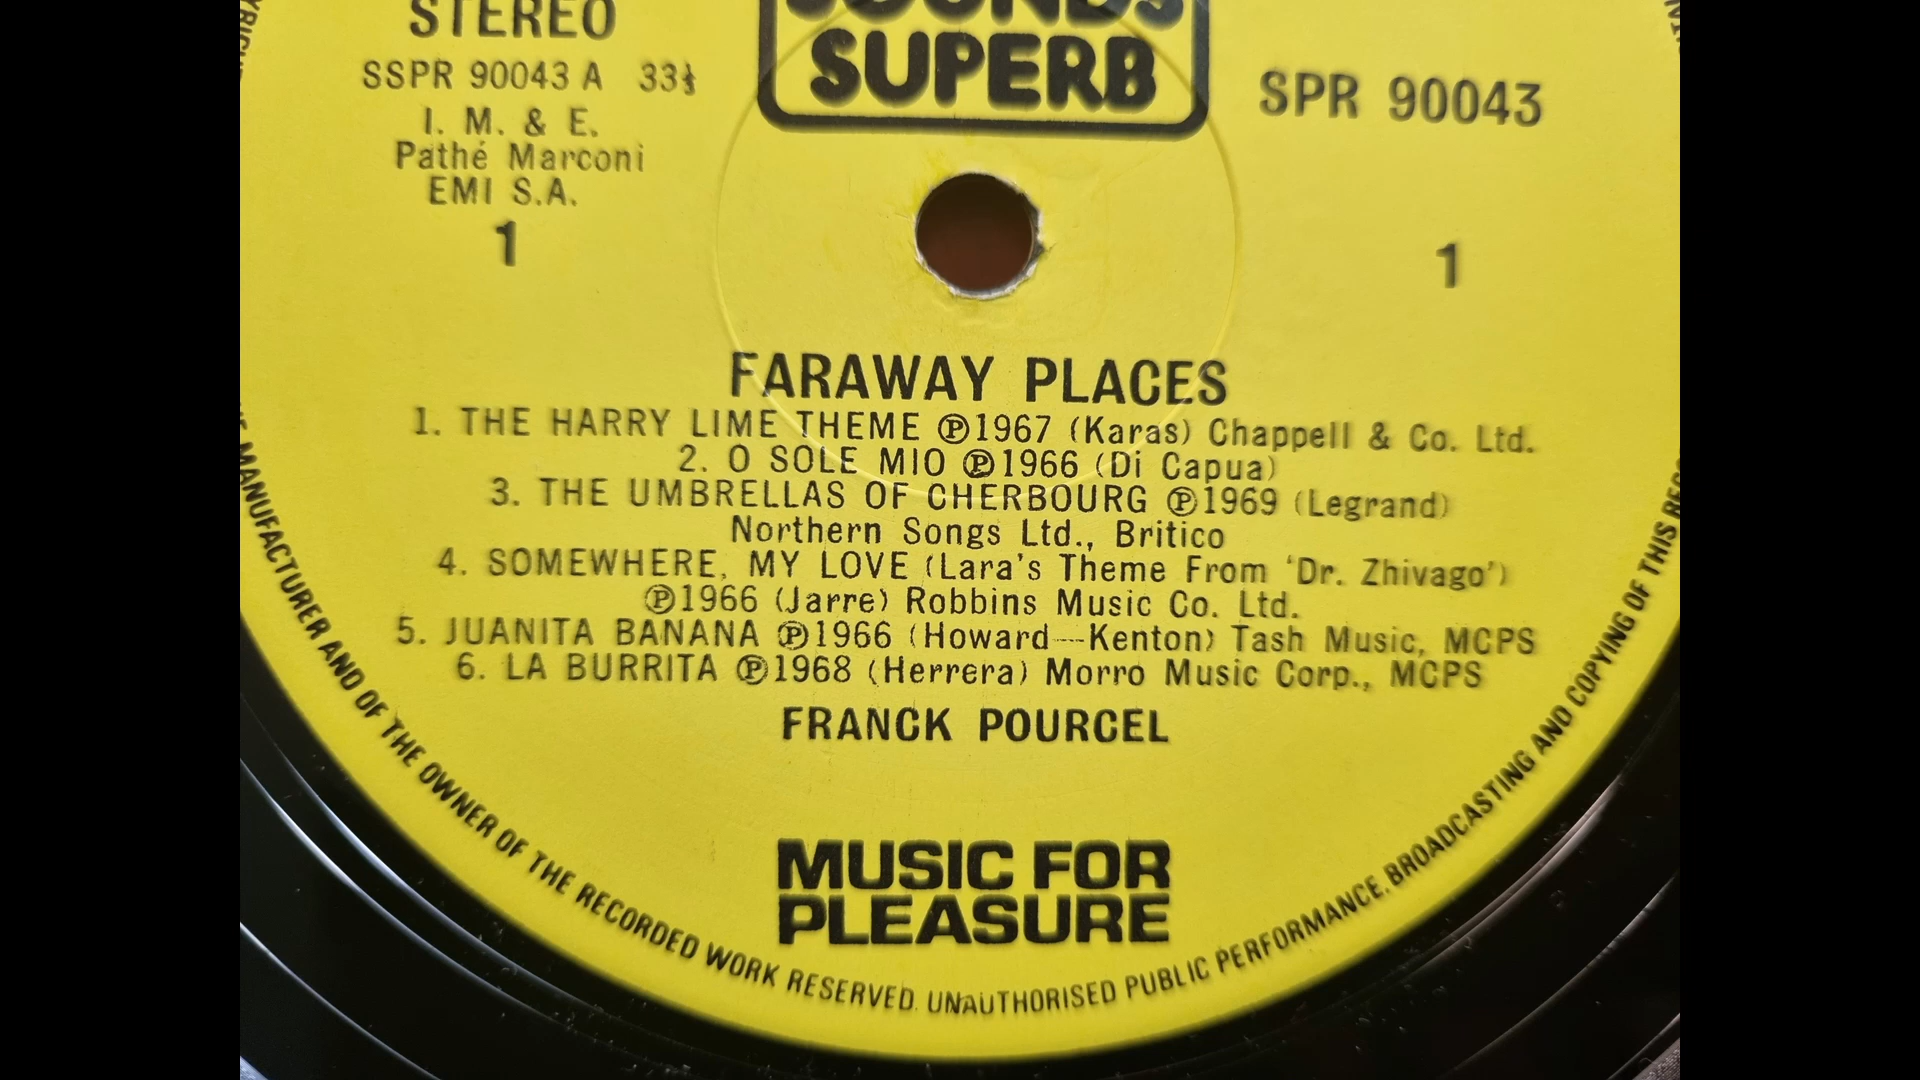 STEREO
SSPR 90043 A 33⅓
I. M. & E.
Pathé Marconi
EMI S.A.
1
SOUNDS
SUPERB
SPR 90043
1
FARAWAY PLACES
1. THE HARRY LIME THEME ℗1967 (Karas) Chappell & Co. Ltd.
2. O SOLE MIO ℗1966 (Di Capua)
3. THE UMBRELLAS OF CHERBOURG ℗1969 (Legrand)
Northern Songs Ltd., Britico
4. SOMEWHERE, MY LOVE (Lara's Theme From 'Dr. Zhivago')
℗1966 (Jarre) Robbins Music Co. Ltd.
5. JUANITA BANANA ℗1966 (Howard—Kenton) Tash Music, MCPS
6. LA BURRITA ℗1968 (Herrera) Morro Music Corp., MCPS
FRANCK POURCEL
MUSIC FOR
PLEASURE
MANUFACTURER AND OF THE OWNER OF THE RECORDED WORK RESERVED. UNAUTHORISED PUBLIC PERFORMANCE, BROADCASTING AND COPYING OF THIS